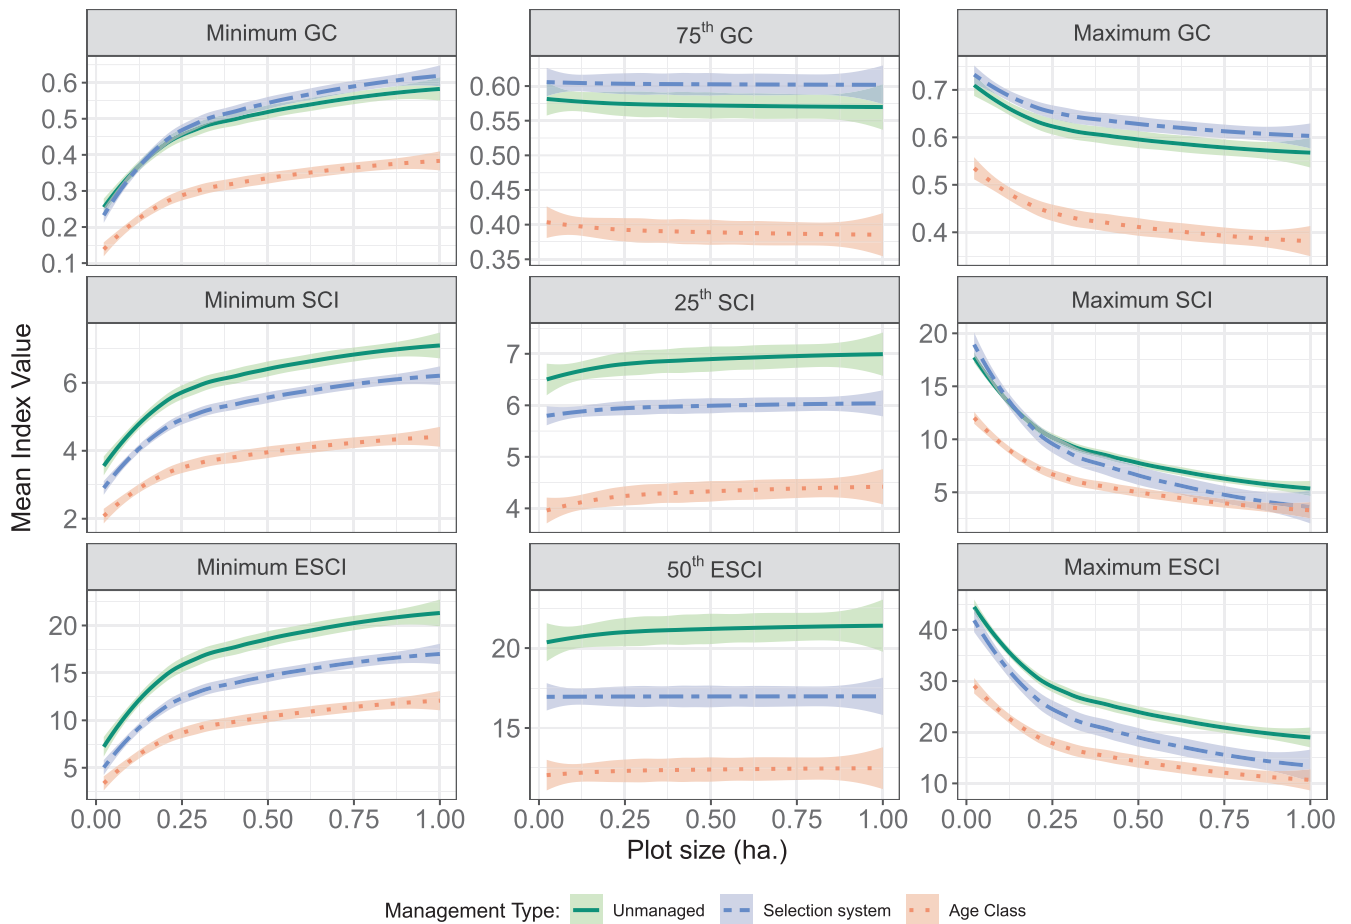 Minimum GC
75th GC
Maximum GC
0.6
0.5
0.4
0.3
0.2
0.1
0.60
0.55
0.50
0.45
0.40
0.35
0.7
0.6
0.5
0.4
Mean Index Value
Minimum SCI
25th SCI
Maximum SCI
6
4
2
7
6
5
4
20
15
10
5
Minimum ESCI
50th ESCI
Maximum ESCI
20
15
10
5
20
15
40
30
20
10
0.00 0.25 0.50 0.75 1.00
0.00 0.25 0.50 0.75 1.00
0.00 0.25 0.50 0.75 1.00
Plot size (ha.)
Management Type: Unmanaged Selection system Age Class